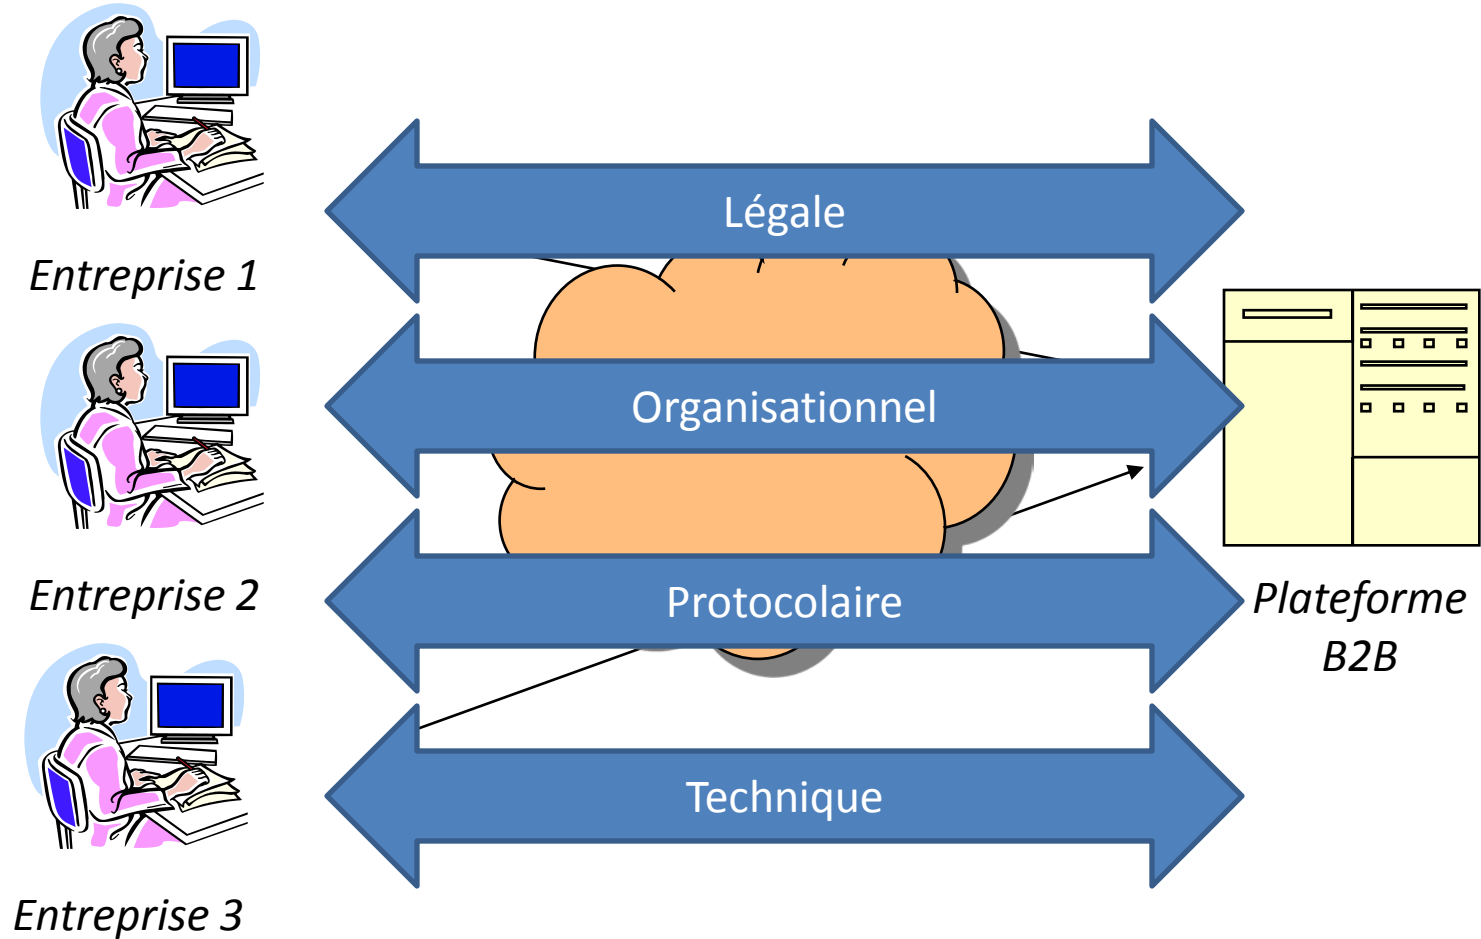 Légale
Entreprise 1
Organisationnel
Entreprise 2
Protocolaire
Plateforme
B2B
Technique
Entreprise 3